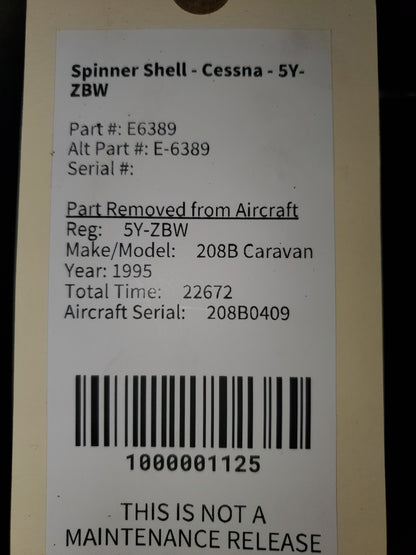 Spinner Shell - Cessna - 5Y-
ZBW
Part #: E6389
Alt Part #: E-6389
Serial #:
Part Removed from Aircraft
Reg: 5Y-ZBW
Make/Model: 208B Caravan
Year: 1995
Total Time: 22672
Aircraft Serial: 208B0409
1000001125
THIS IS NOT A
MAINTENANCE RELEASE